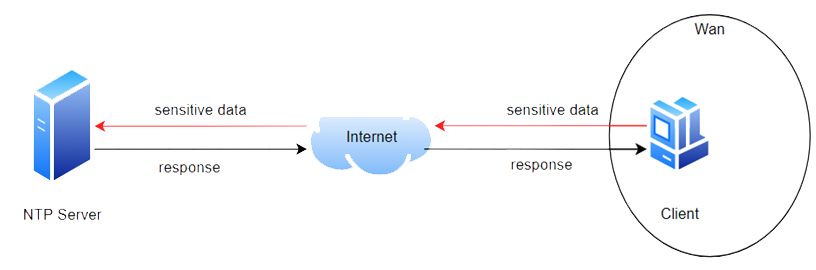 Wan
sensitive data
sensitive data
Internet
response
response
NTP Server
Client